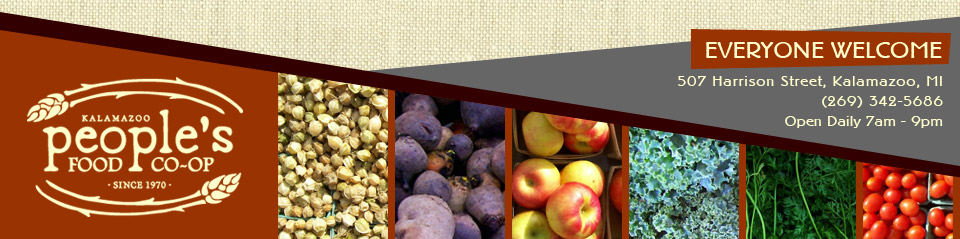 KALAMAZOO
people's
FOOD CO-OP
· SINCE 1970 ·
EVERYONE WELCOME
507 Harrison Street, Kalamazoo, MI
(269) 342-5686
Open Daily 7am - 9pm